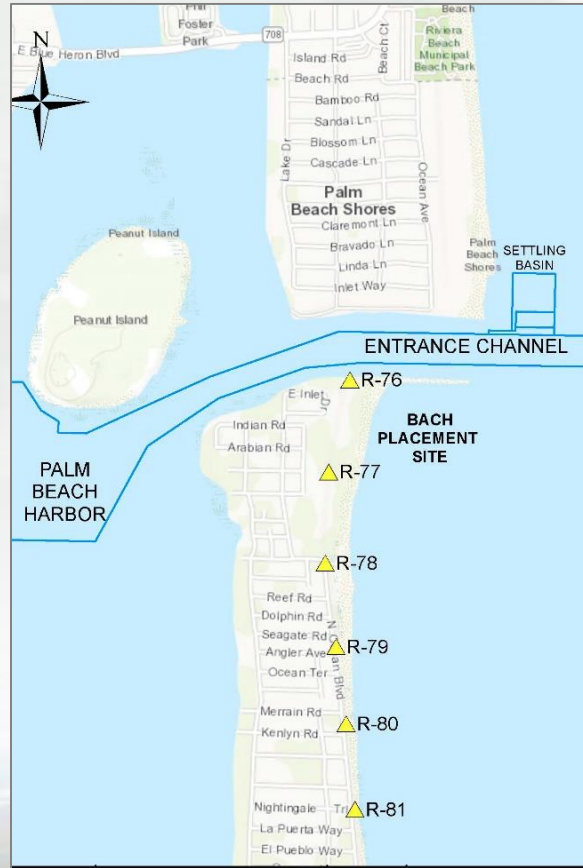 Phil
Foster
Park
Beach
N
E Blue Heron Blvd
708
Riviera
Beach
Municipal
Beach Park
Beach Ct
Island Rd
Beach Rd
Bamboo Rd
Sandal Ln
Blossom Ln
Cascade Ln
Lake Dr
Ocean Ave
Palm
Beach Shores
Claremont Ln
Bravado Ln
Linda Ln
Inlet Way
Peanut Island
Peanut Island
Palm
Beach
Shores
SETTLING
BASIN
ENTRANCE CHANNEL
R-76
E Inlet
Dr
BACH
PLACEMENT
SITE
Indian Rd
Arabian Rd
R-77
PALM
BEACH
HARBOR
R-78
Reef Rd
Dolphin Rd
Seagate Rd
Angler Ave
Ocean Ter
N Ocean Blvd
R-79
Merrain Rd
Kenlyn Rd
R-80
Nightingale Trl
R-81
La Puerta Way
El Pueblo Way